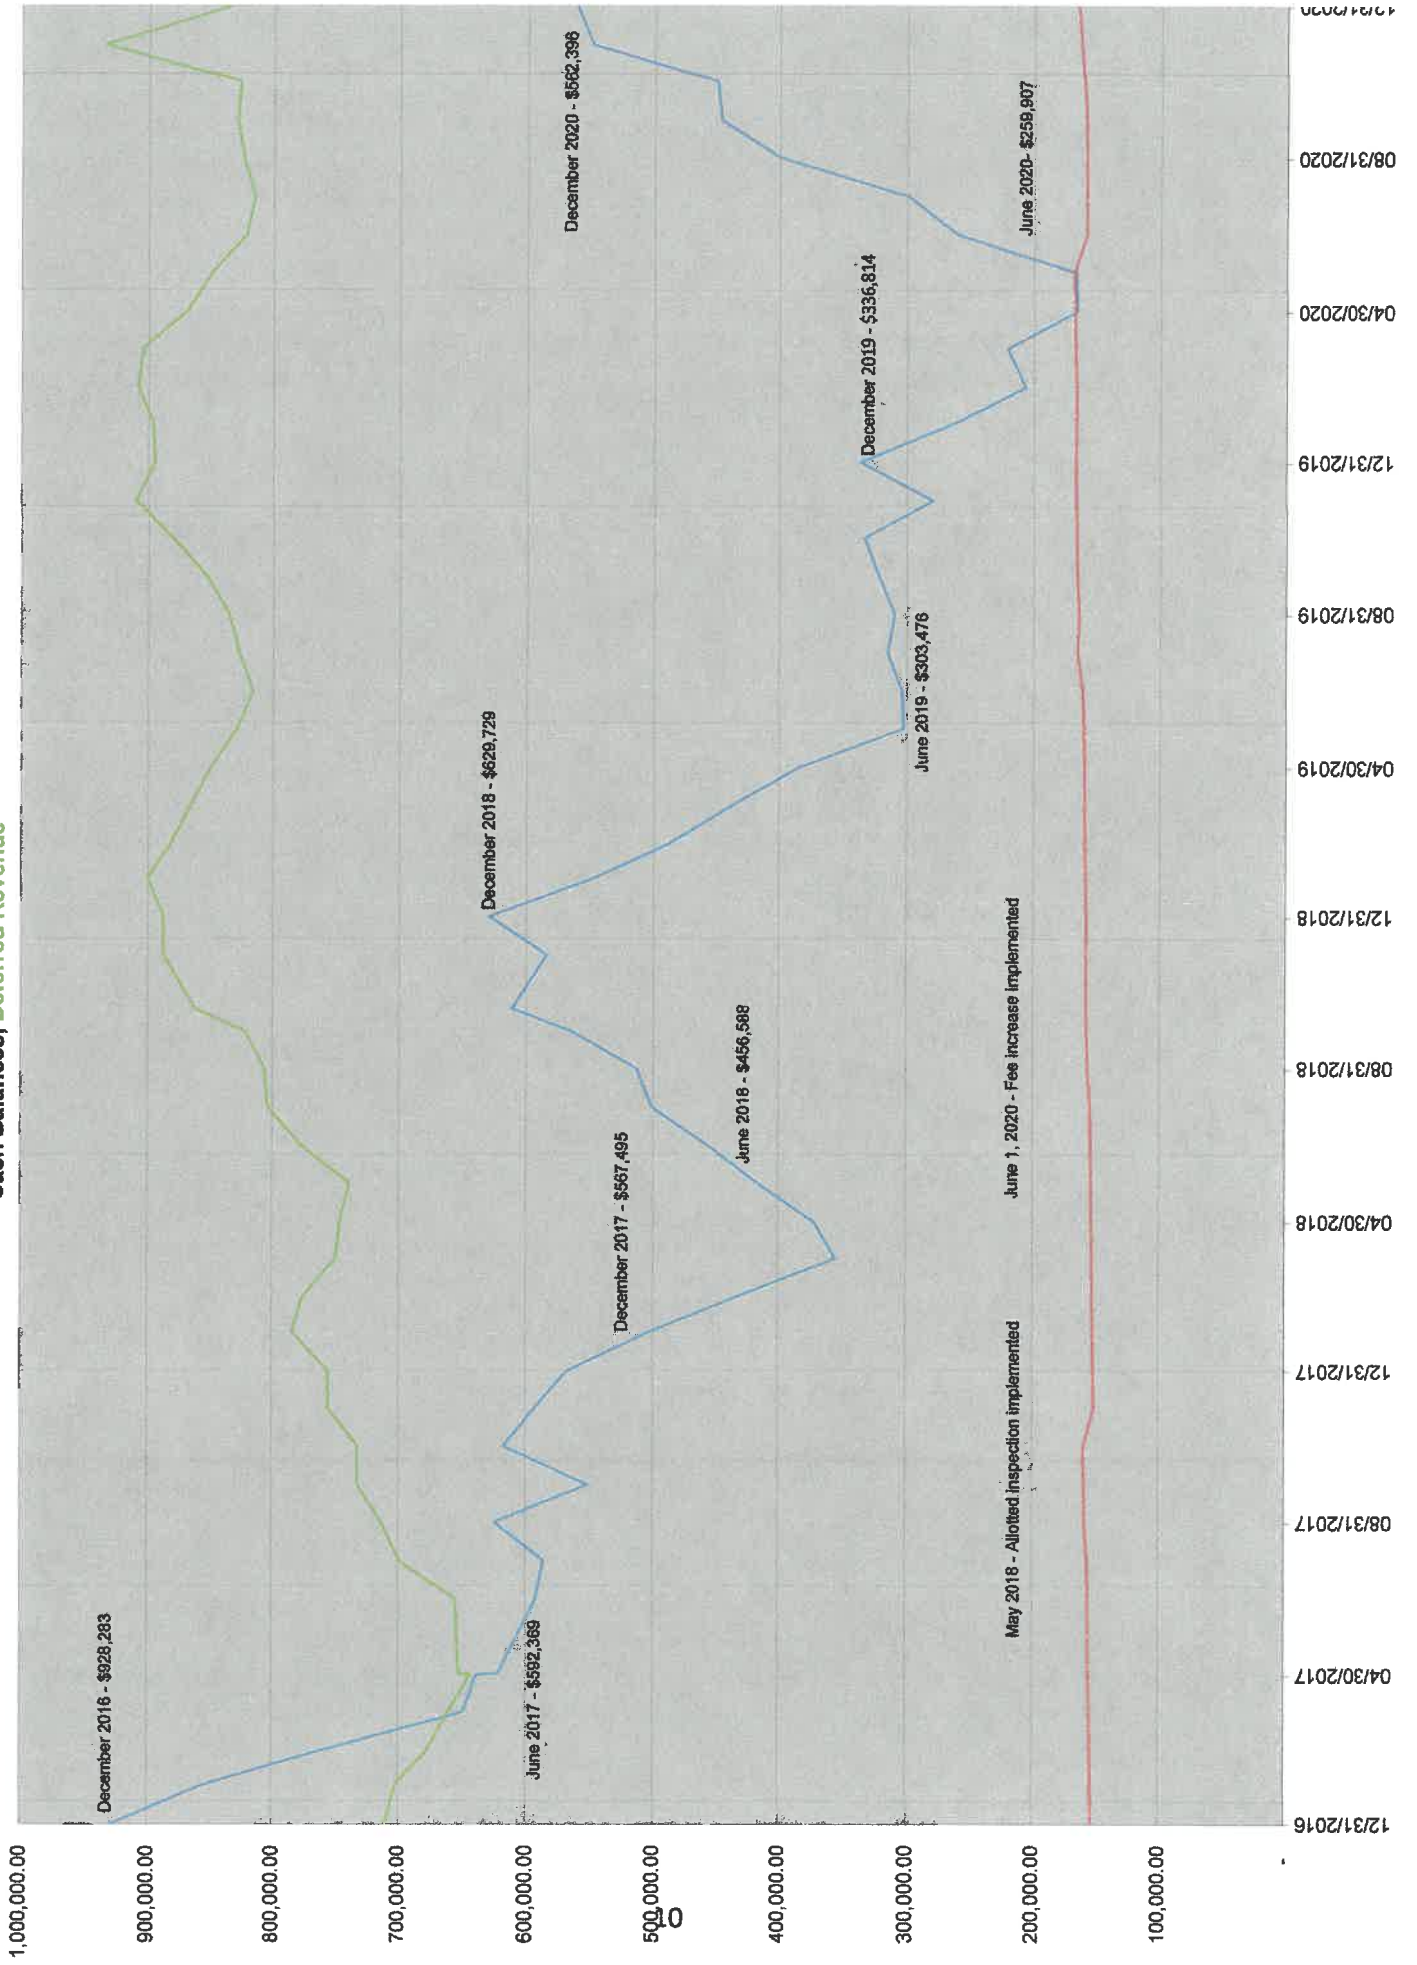 Cash Balances, Deferred Revenue
1,000,000.00
900,000.00
800,000.00
700,000.00
600,000.00
500,000.00
400,000.00
300,000.00
200,000.00
100,000.00
-
10
December 2016 - $928,283
June 2017 - $592,369
December 2017 - $567,495
June 2018 - $456,588
December 2018 - $629,729
June 2019 - $303,476
December 2019 - $336,814
June 2020- $259,907
December 2020 - $562,396
May 2018 - Allotted inspection implemented
June 1, 2020 - Fee increase implemented
12/31/2016
04/30/2017
08/31/2017
12/31/2017
04/30/2018
08/31/2018
12/31/2018
04/30/2019
08/31/2019
12/31/2019
04/30/2020
08/31/2020
12/31/2020